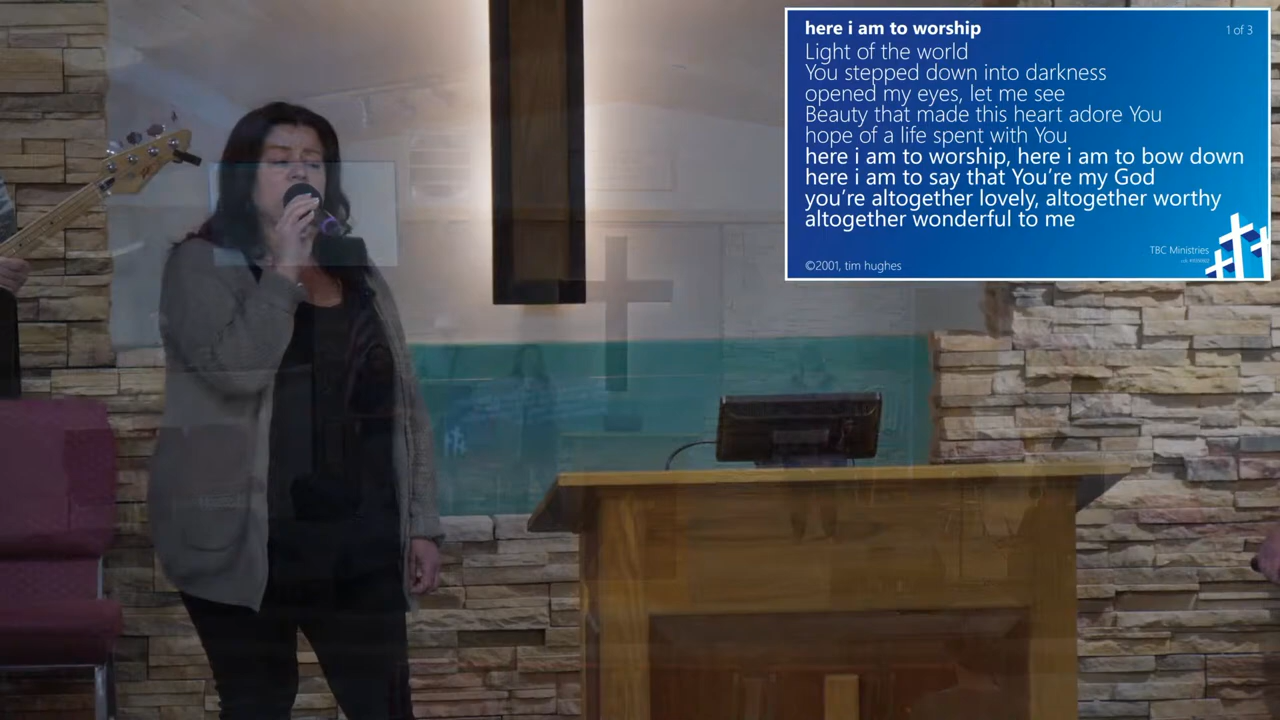 here i am to worship
1 of 3
Light of the world
You stepped down into darkness
opened my eyes, let me see
Beauty that made this heart adore You
hope of a life spent with You
here i am to worship, here i am to bow down
here i am to say that You're my God
you're altogether lovely, altogether worthy
altogether wonderful to me
TBC Ministries
©2001, tim hughes